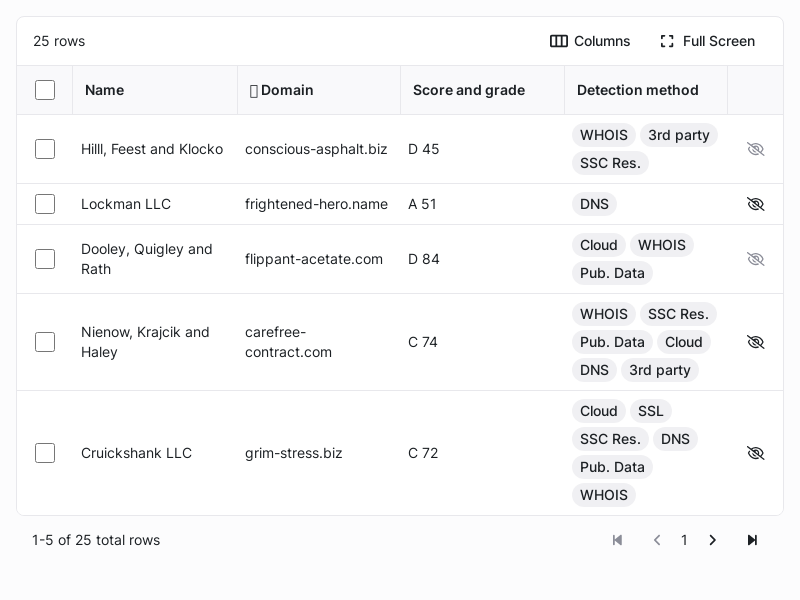 25 rows
Columns
Full Screen
Name
Domain
Score and grade
Detection method
Hilll, Feest and Klocko
conscious-asphalt.biz
D 45
WHOIS
3rd party
SSC Res.
Lockman LLC
frightened-hero.name
A 51
DNS
Dooley, Quigley and
Rath
flippant-acetate.com
D 84
Cloud
WHOIS
Pub. Data
Nienow, Krajcik and
Haley
carefree-
contract.com
C 74
WHOIS
SSC Res.
Pub. Data
Cloud
DNS
3rd party
Cruickshank LLC
grim-stress.biz
C 72
Cloud
SSL
SSC Res.
DNS
Pub. Data
WHOIS
1-5 of 25 total rows
1